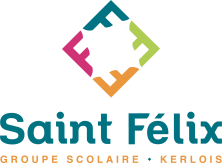 Saint Félix
GROUPE SCOLAIRE • KERLOIS